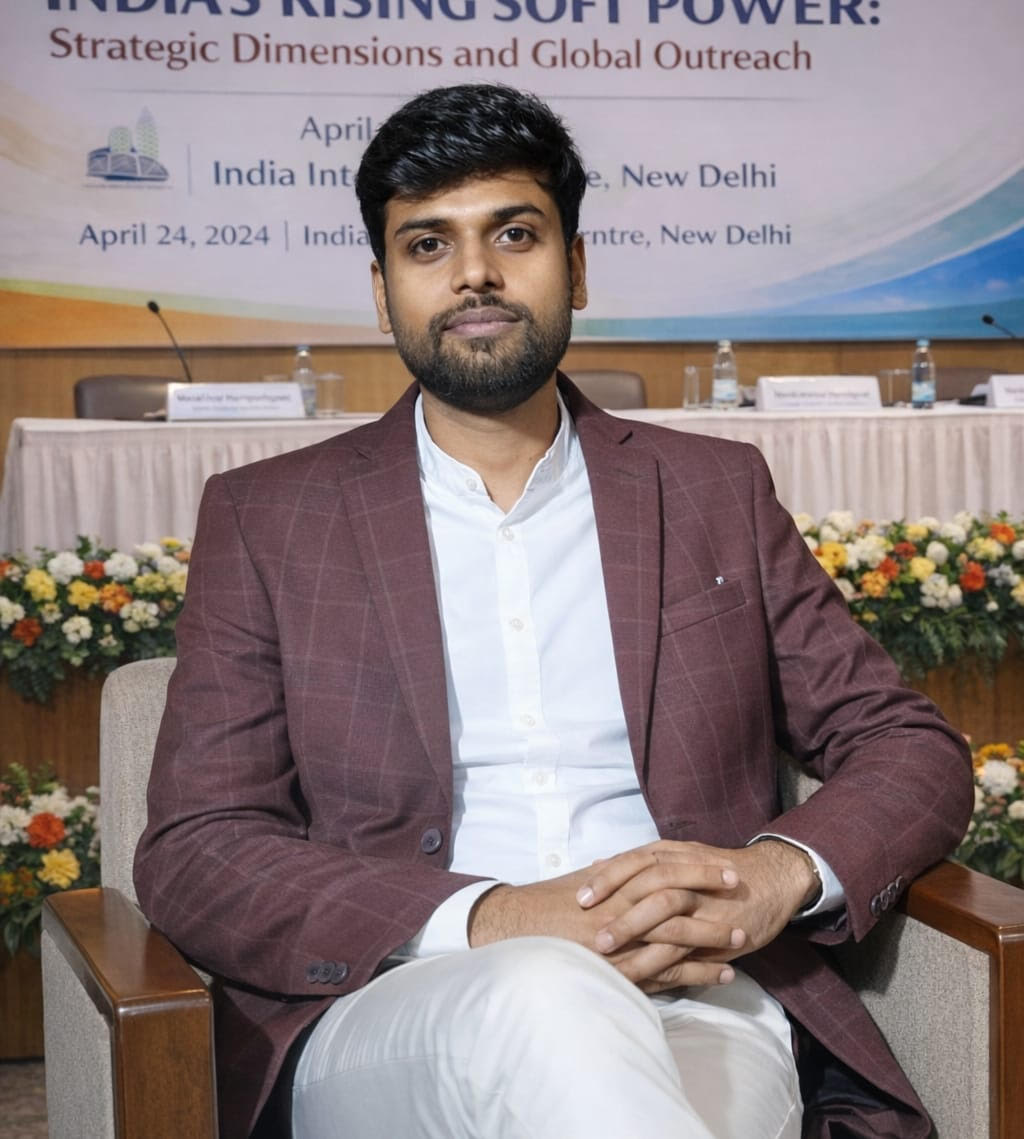 INDIA'S RISING SOFT POWER:
Strategic Dimensions and Global Outreach
April
India Int e, New Delhi
April 24, 2024 | India rntre, New Delhi